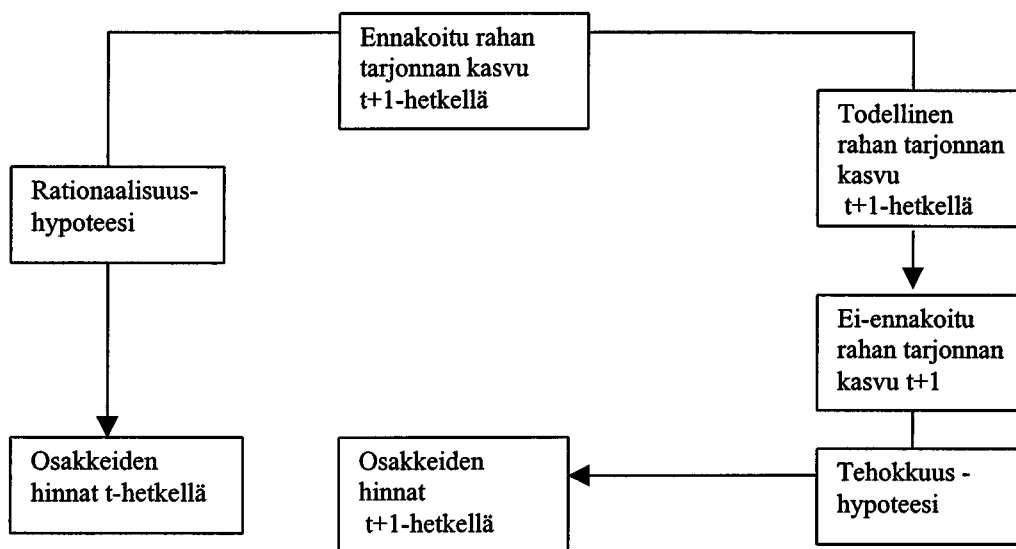 Ennakoitu rahan
tarjonnan kasvu
t+1-hetkellä
Todellinen
rahan tarjonnan
kasvu
t+1-hetkellä
Rationaalisuus-
hypoteesi
Ei-ennakoitu
rahan tarjonnan
kasvu t+1
Osakkeiden
hinnat t-hetkellä
Osakkeiden
hinnat
t+1-hetkellä
Tehokkuus -
hypoteesi